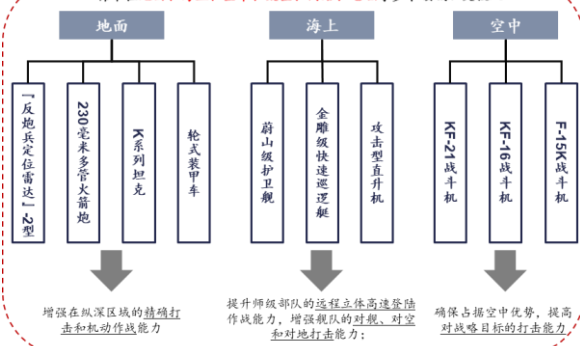 地面
海上
空中
『反炮兵定位雷达』-2型
230毫米多管火箭炮
K系列坦克
轮式装甲车
蔚山级护卫舰
金雕级快速巡逻艇
攻击型直升机
KF-21战斗机
KF-16战斗机
F-15K战斗机
增强在纵深区域的精确打
击和机动作战能力
提升师级部队的远程立体高速登陆
作战能力，增强舰队的对舰、对空
和对地打击能力；
确保占据空中优势，提高
对战略目标的打击能力